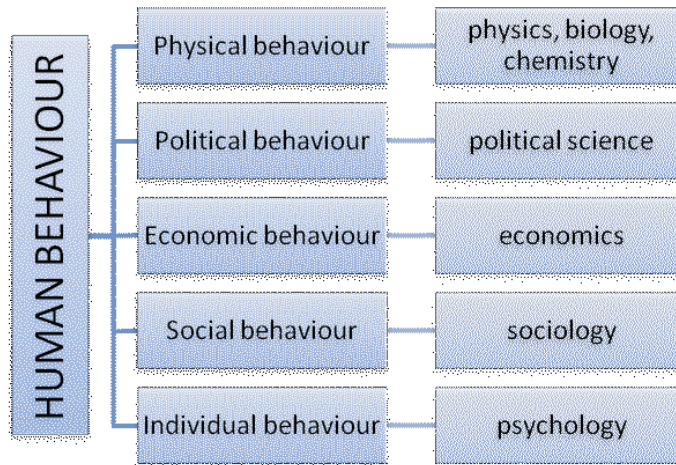 HUMAN BEHAVIOUR
Physical behaviour
physics, biology,
chemistry
Political behaviour
political science
Economic behaviour
economics
Social behaviour
sociology
Individual behaviour
psychology